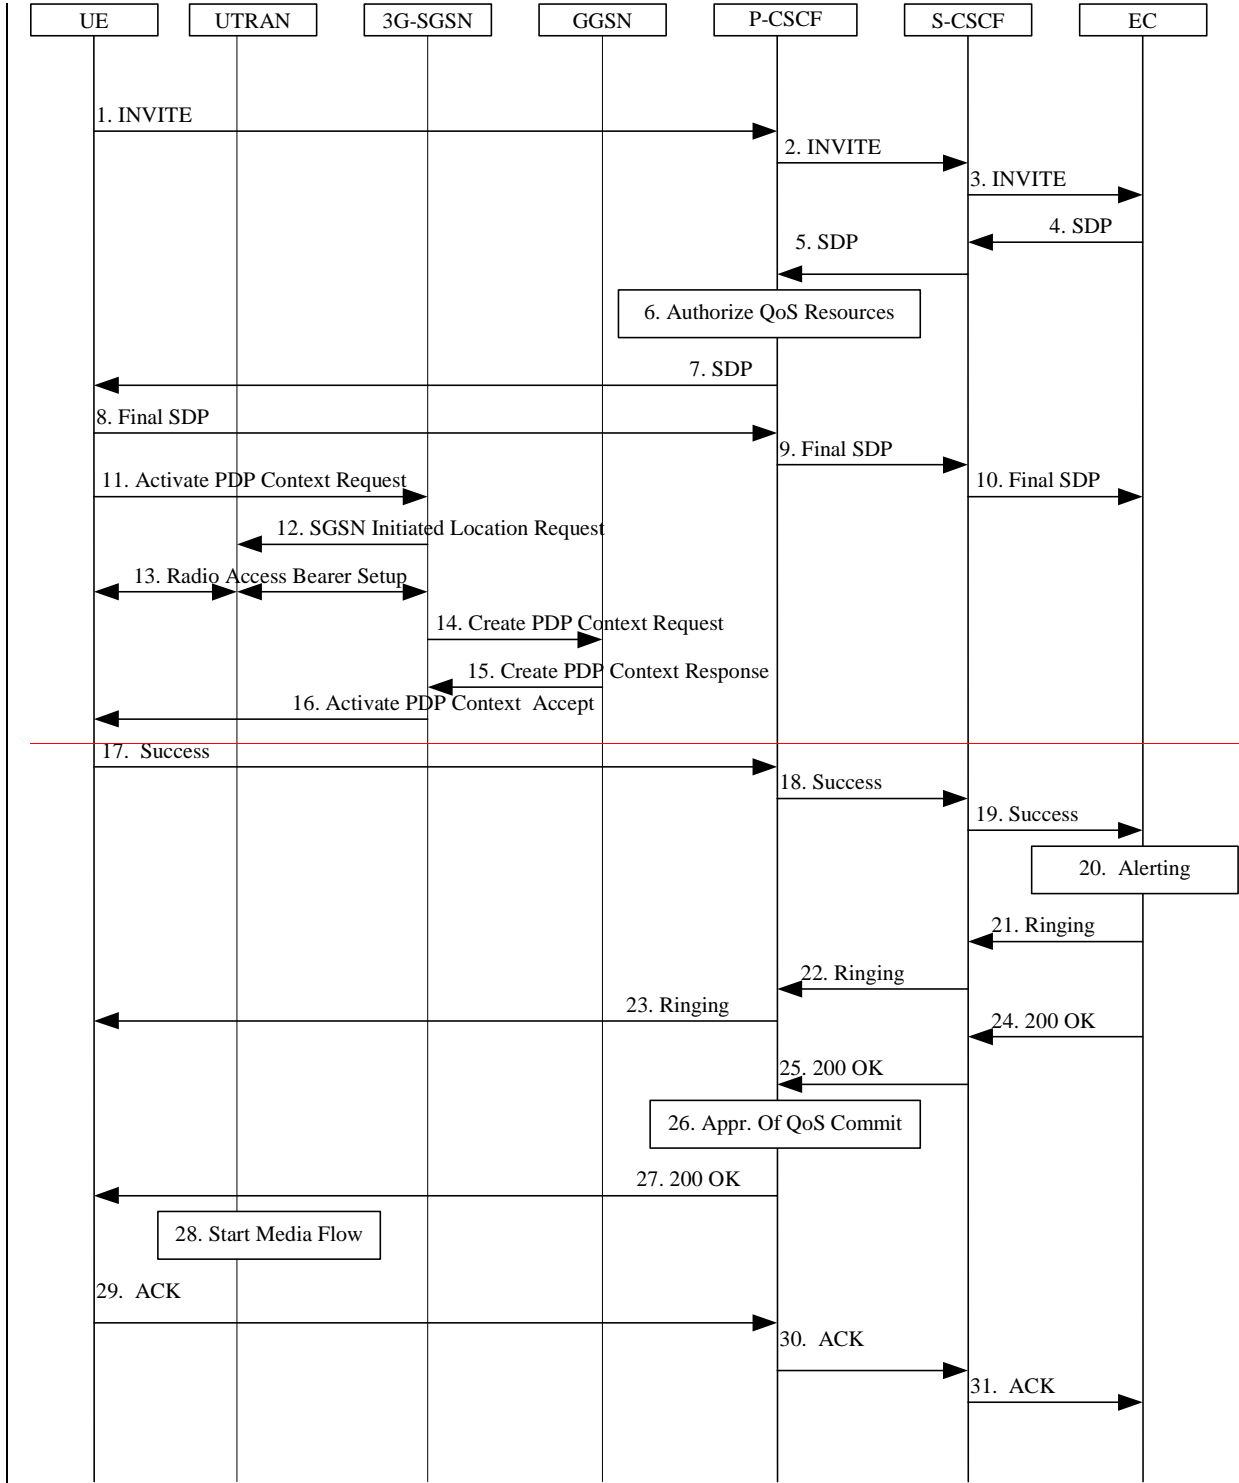 UE
UTRAN
3G-SGSN
GGSN
P-CSCF
S-CSCF
EC
1. INVITE
2. INVITE
3. INVITE
4. SDP
5. SDP
6. Authorize QoS Resources
7. SDP
8. Final SDP
9. Final SDP
10. Final SDP
11. Activate PDP Context Request
12. SGSN Initiated Location Request
13. Radio Access Bearer Setup
14. Create PDP Context Request
15. Create PDP Context Response
16. Activate PDP Context Accept
17. Success
18. Success
19. Success
20. Alerting
21. Ringing
22. Ringing
23. Ringing
24. 200 OK
25. 200 OK
26. Appr. Of QoS Commit
27. 200 OK
28. Start Media Flow
29. ACK
30. ACK
31. ACK